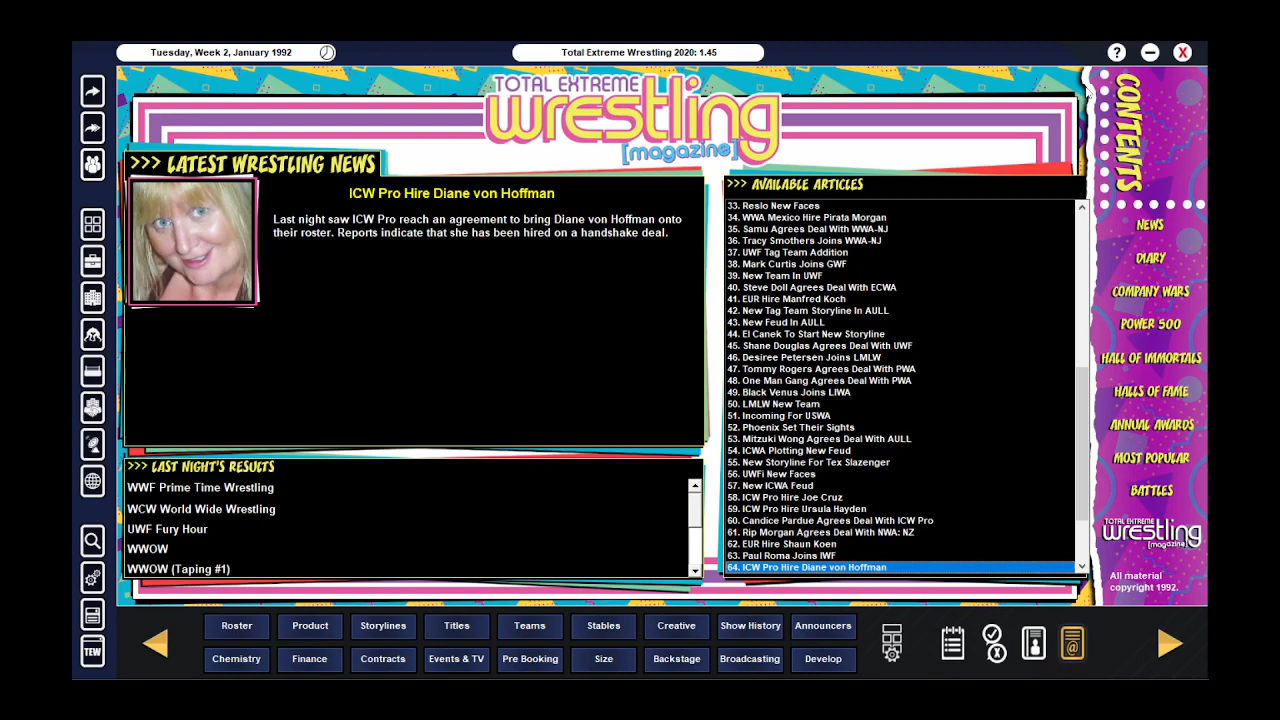 Tuesday, Week 2, January 1992
Total Extreme Wrestling 2020: 1.45
?
X
TOTAL EXTREME
wrestling
[magazine]
CONTENTS
>>> LATEST WRESTLING NEWS
ICW Pro Hire Diane von Hoffman
Last night saw ICW Pro reach an agreement to bring Diane von Hoffman onto
their roster. Reports indicate that she has been hired on a handshake deal.
>>> LAST NIGHT'S RESULTS
WWF Prime Time Wrestling
WCW World Wide Wrestling
UWF Fury Hour
WWOW
WWOW (Taping #1)
>>> AVAILABLE ARTICLES
33. Reslo New Faces
34. WWA Mexico Hire Pirata Morgan
35. Samu Agrees Deal With WWA-NJ
36. Tracy Smothers Joins WWA-NJ
37. UWF Tag Team Addition
38. Mark Curtis Joins GWF
39. New Team In UWF
40. Steve Doll Agrees Deal With ECWA
41. EUR Hire Manfred Koch
42. New Tag Team Storyline In AULL
43. New Feud In AULL
44. El Canek To Start New Storyline
45. Shane Douglas Agrees Deal With UWF
46. Desiree Petersen Joins LMLW
47. Tommy Rogers Agrees Deal With PWA
48. One Man Gang Agrees Deal With PWA
49. Black Venus Joins LIWA
50. LMLW New Team
51. Incoming For USWA
52. Phoenix Set Their Sights
53. Mitzuki Wong Agrees Deal With AULL
54. ICWA Plotting New Feud
55. New Storyline For Tex Slazenger
56. UWFi New Faces
57. New ICWA Feud
58. ICW Pro Hire Joe Cruz
59. ICW Pro Hire Ursula Hayden
60. Candice Pardue Agrees Deal With ICW Pro
61. Rip Morgan Agrees Deal With NWA: NZ
62. EUR Hire Shaun Koen
63. Paul Roma Joins IWF
64. ICW Pro Hire Diane von Hoffman
NEWS
DIARY
COMPANY WARS
POWER 500
HALL OF IMMORTALS
HALLS OF FAME
ANNUAL AWARDS
MOST POPULAR
BATTLES
TOTAL EXTREME
wrestling
[magazine]
All material
copyright 1992.
TEW
Roster
Product
Storylines
Titles
Teams
Stables
Creative
Show History
Announcers
Chemistry
Finance
Contracts
Events & TV
Pre Booking
Size
Backstage
Broadcasting
Develop